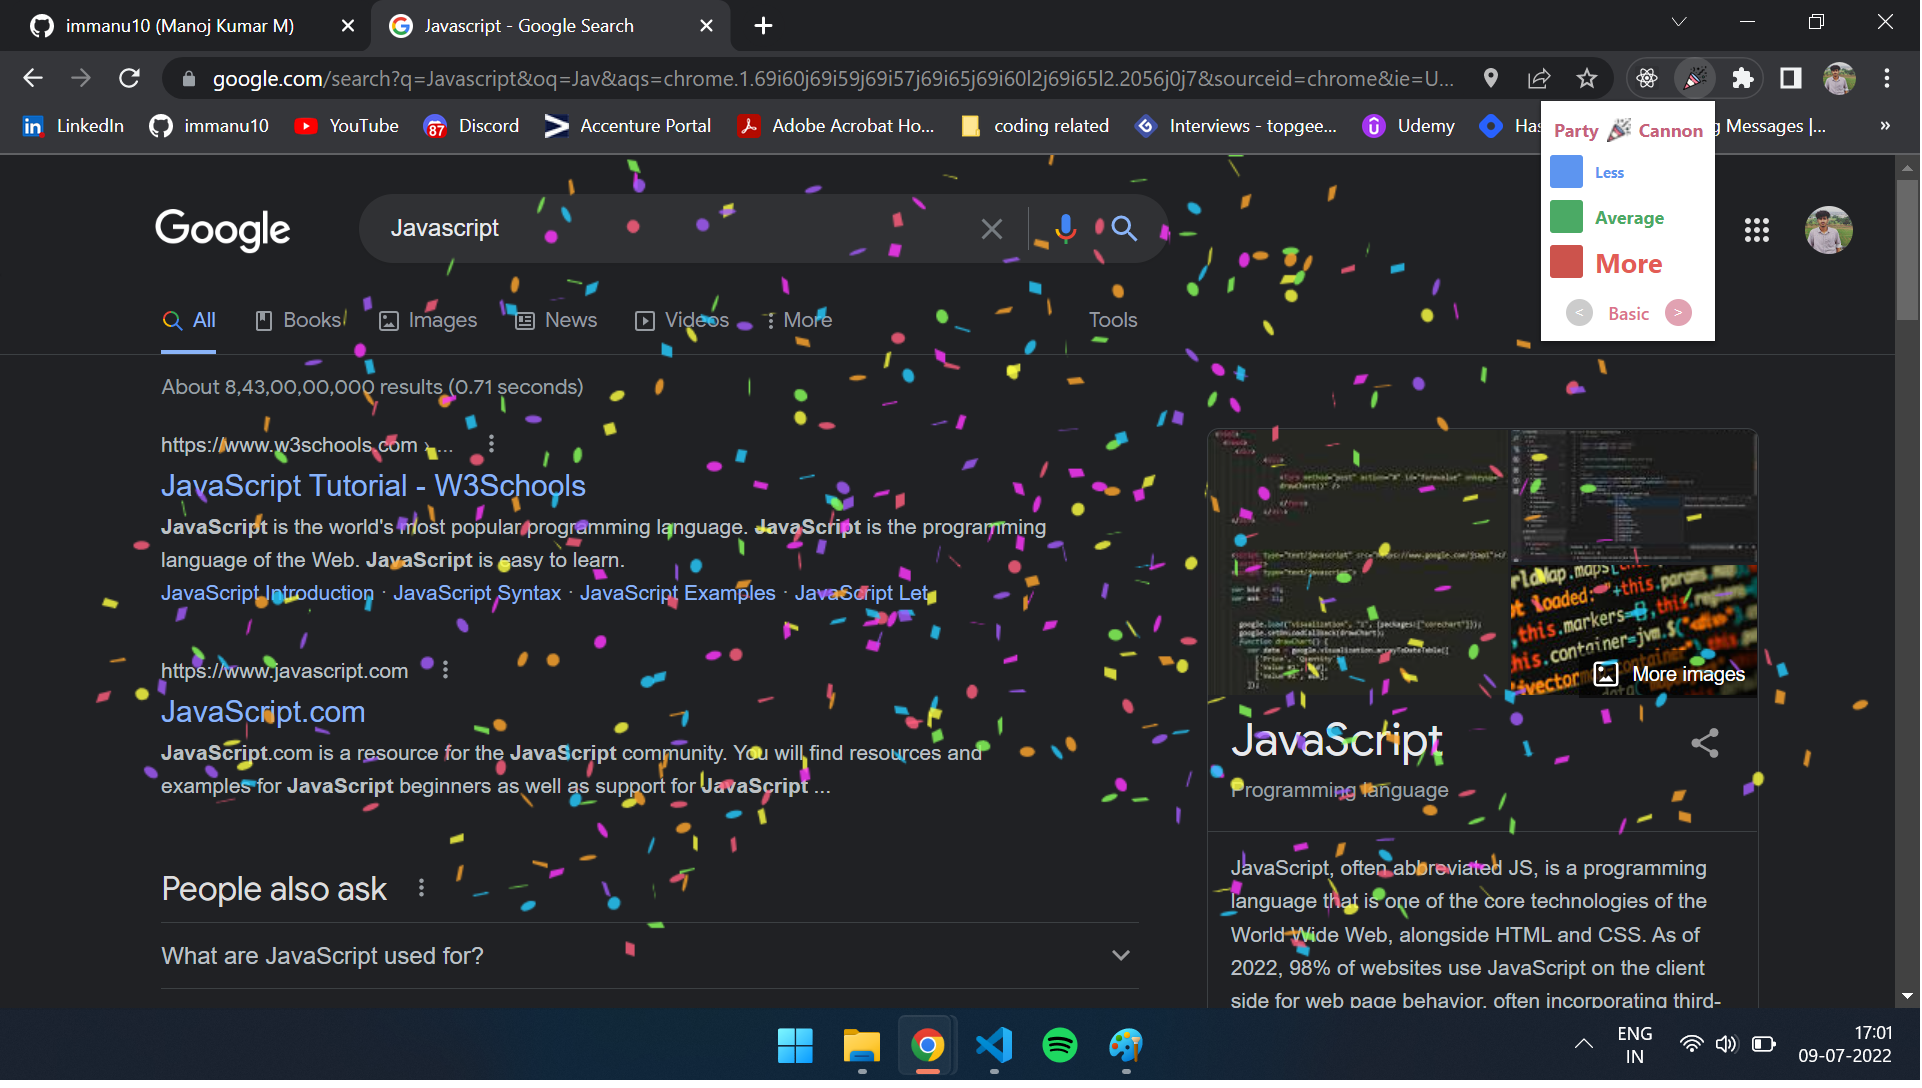 immanu10 (Manoj Kumar M)
Javascript - Google Search
google.com/search?q=Javascript&oq=Jav&aqs=chrome.1.69i60j69i59j69i57j69i65j69i60l2j69i65l2.2056j0j7&sourceid=chrome&ie=U...
LinkedIn
immanu10
YouTube
87
Discord
Accenture Portal
Adobe Acrobat Ho...
coding related
Interviews - topgee...
Udemy
Has
g Messages |...
»
Party Cannon
Less
Average
More
< Basic >
Google
Javascript
All
Books
Images
News
Videos
More
Tools
About 8,43,00,00,000 results (0.71 seconds)
https://www.w3schools.com › ...
JavaScript Tutorial - W3Schools
JavaScript is the world's most popular programming language. JavaScript is the programming
language of the Web. JavaScript is easy to learn.
JavaScript Introduction · JavaScript Syntax · JavaScript Examples · JavaScript Let
https://www.javascript.com
JavaScript.com
JavaScript.com is a resource for the JavaScript community. You will find resources and
examples for JavaScript beginners as well as support for JavaScript ...
People also ask
What are JavaScript used for?
this.markers=[],this.
this.container=jvm.$("<div>
More images
JavaScript
Programming language
JavaScript, often abbreviated JS, is a programming
language that is one of the core technologies of the
World Wide Web, alongside HTML and CSS. As of
2022, 98% of websites use JavaScript on the client
side for web page behavior, often incorporating third-
ENG
IN
17:01
09-07-2022